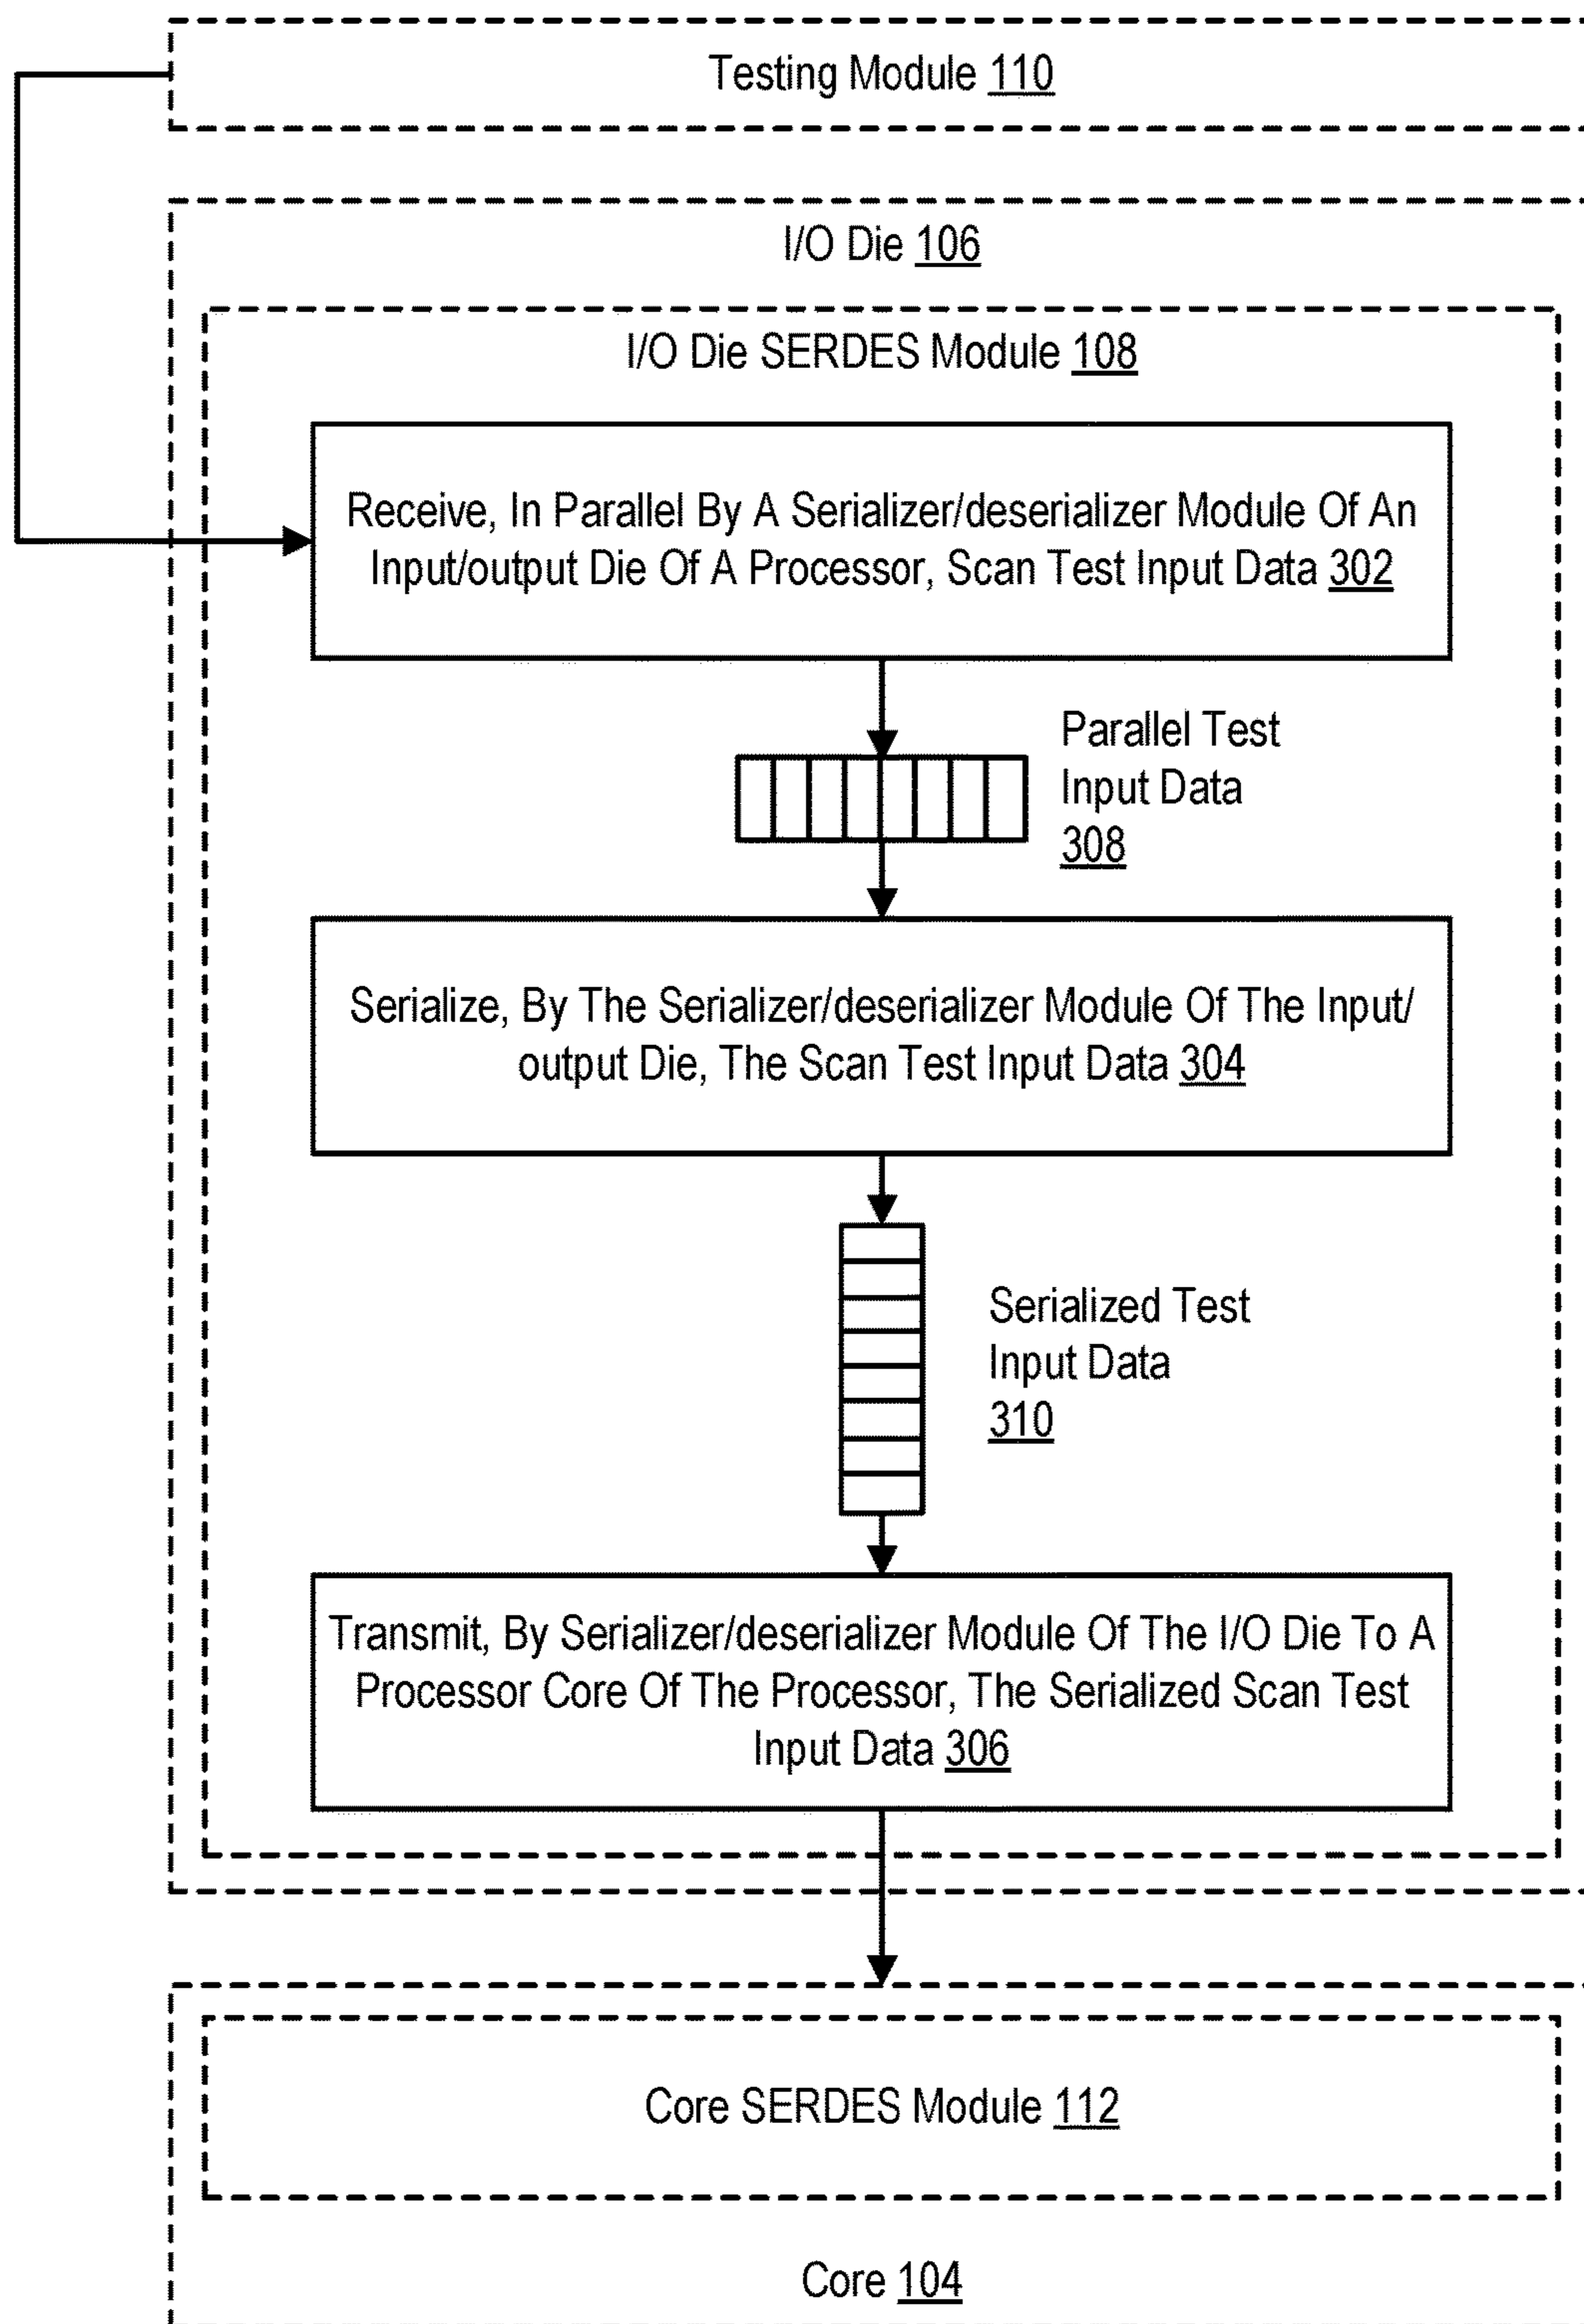 Testing Module 110
I/O Die 106
I/O Die SERDES Module 108
Receive, In Parallel By A Serializer/deserializer Module Of An
Input/output Die Of A Processor, Scan Test Input Data 302
Parallel Test
Input Data
308
Serialize, By The Serializer/deserializer Module Of The Input/
output Die, The Scan Test Input Data 304
Serialized Test
Input Data
310
Transmit, By Serializer/deserializer Module Of The I/O Die To A
Processor Core Of The Processor, The Serialized Scan Test
Input Data 306
Core SERDES Module 112
Core 104